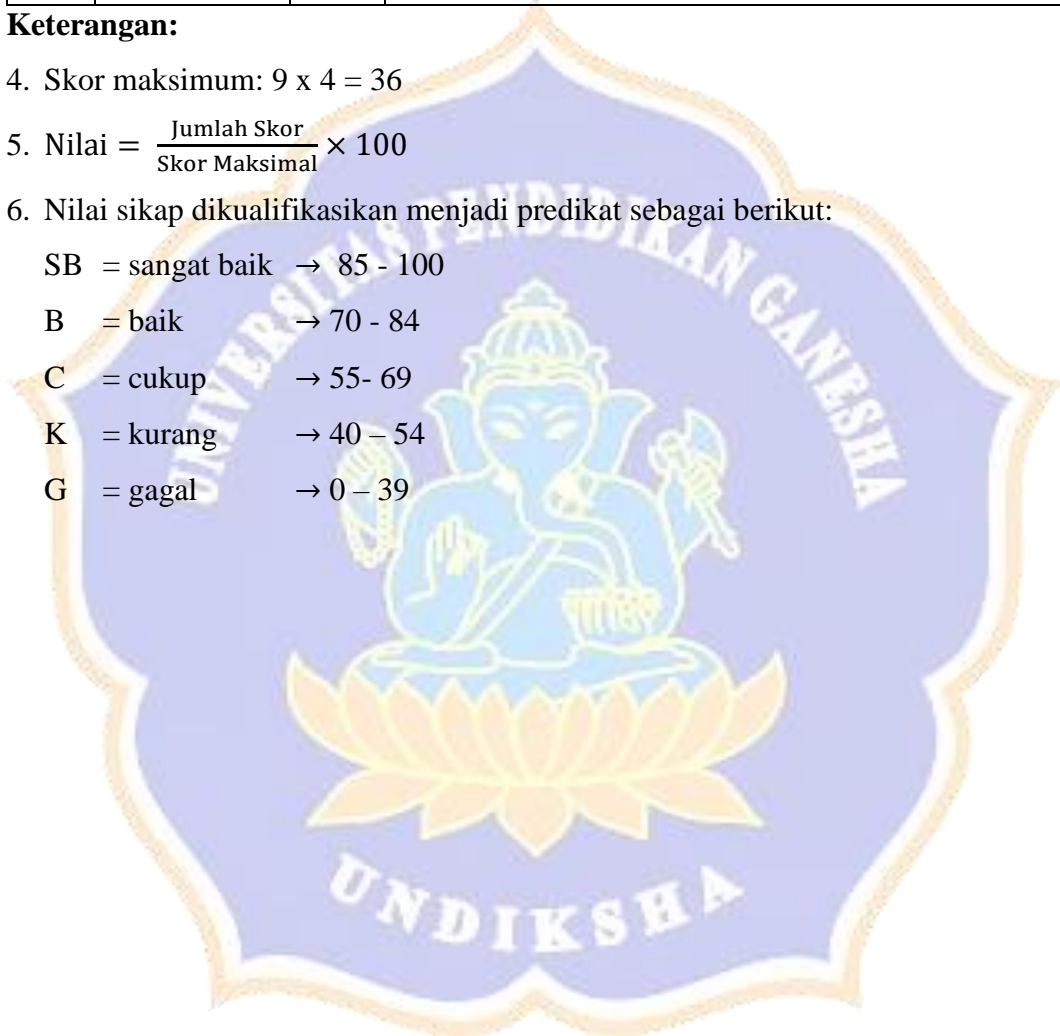 Keterangan:
4. Skor maksimum: 9 x 4 = 36
5. Nilai = Jumlah Skor / Skor Maksimal × 100
6. Nilai sikap dikualifikasikan menjadi predikat sebagai berikut:
SB = sangat baik → 85 - 100
B = baik → 70 - 84
C = cukup → 55- 69
K = kurang → 40 – 54
G = gagal → 0 – 39
UNIVERSITAS PENDIDIKAN GANESHA
UNDIKSHA